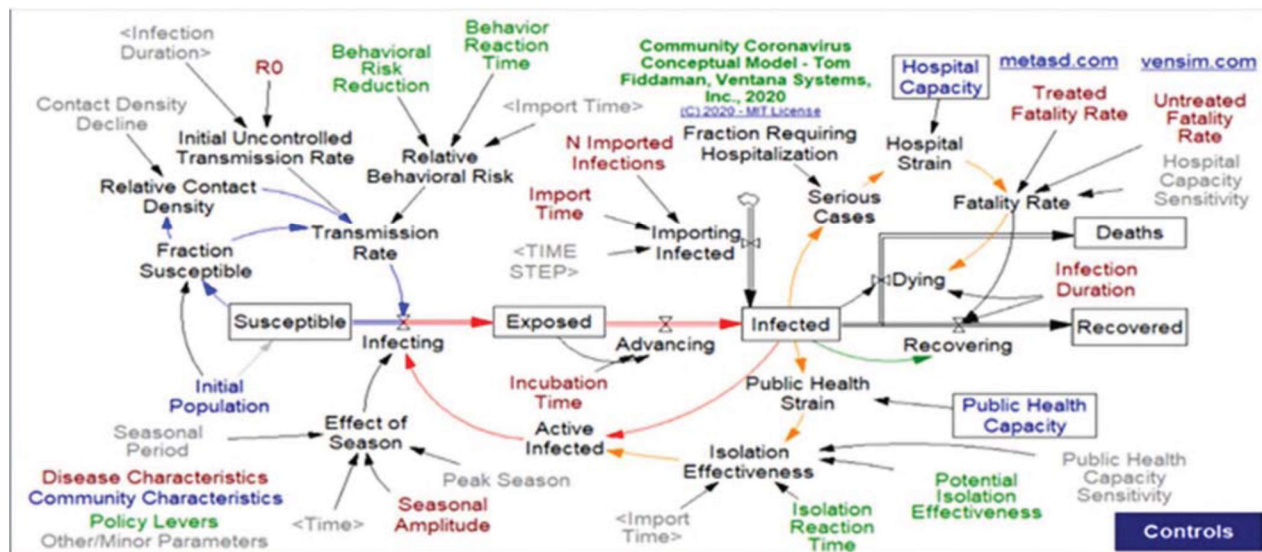 <Infection
Duration>
R0
Behavioral
Risk
Reduction
Behavior
Reaction
Time
Community Coronavirus
Conceptual Model - Tom
Fiddaman, Ventana Systems,
Inc., 2020
(C) 2020 - MIT License
Hospital
Capacity
metasd.com
vensim.com
Contact Density
Decline
<Import Time>
Treated
Fatality Rate
Untreated
Fatality
Rate
Initial Uncontrolled
Transmission Rate
Relative
Behavioral Risk
N Imported
Infections
Fraction Requiring
Hospitalization
Hospital
Strain
Hospital
Capacity
Sensitivity
Relative Contact
Density
Import
Time
Serious
Cases
Fatality Rate
Fraction
Susceptible
Transmission
Rate
<TIME
STEP>
Importing
Infected
Deaths
Dying
Infection
Duration
Susceptible
Infecting
Exposed
Advancing
Infected
Recovering
Recovered
Initial
Population
Incubation
Time
Public Health
Strain
Public Health
Capacity
Seasonal
Period
Effect of
Season
Active
Infected
Isolation
Effectiveness
Peak Season
Public Health
Capacity
Sensitivity
Disease Characteristics
Community Characteristics
Policy Levers
Other/Minor Parameters
<Time>
Seasonal
Amplitude
<Import
Time>
Isolation
Reaction
Time
Potential
Isolation
Effectiveness
Controls